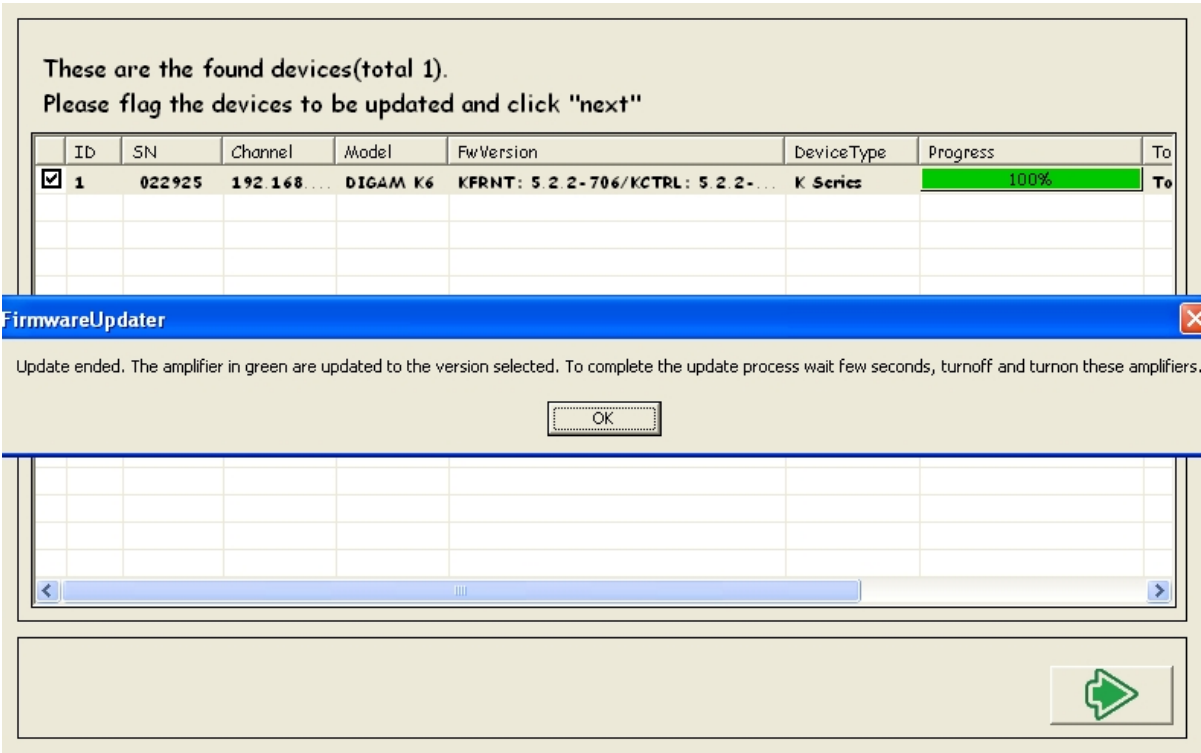 These are the found devices(total 1).
Please flag the devices to be updated and click "next"
ID SN Channel Model FwVersion DeviceType Progress To
1 022925 192.168.... DIGAM K6 KFRNT: 5.2.2-706/KCTRL: 5.2.2-... K Series 100% To
FirmwareUpdater
Update ended. The amplifier in green are updated to the version selected. To complete the update process wait few seconds, turnoff and turnon these amplifiers.
OK